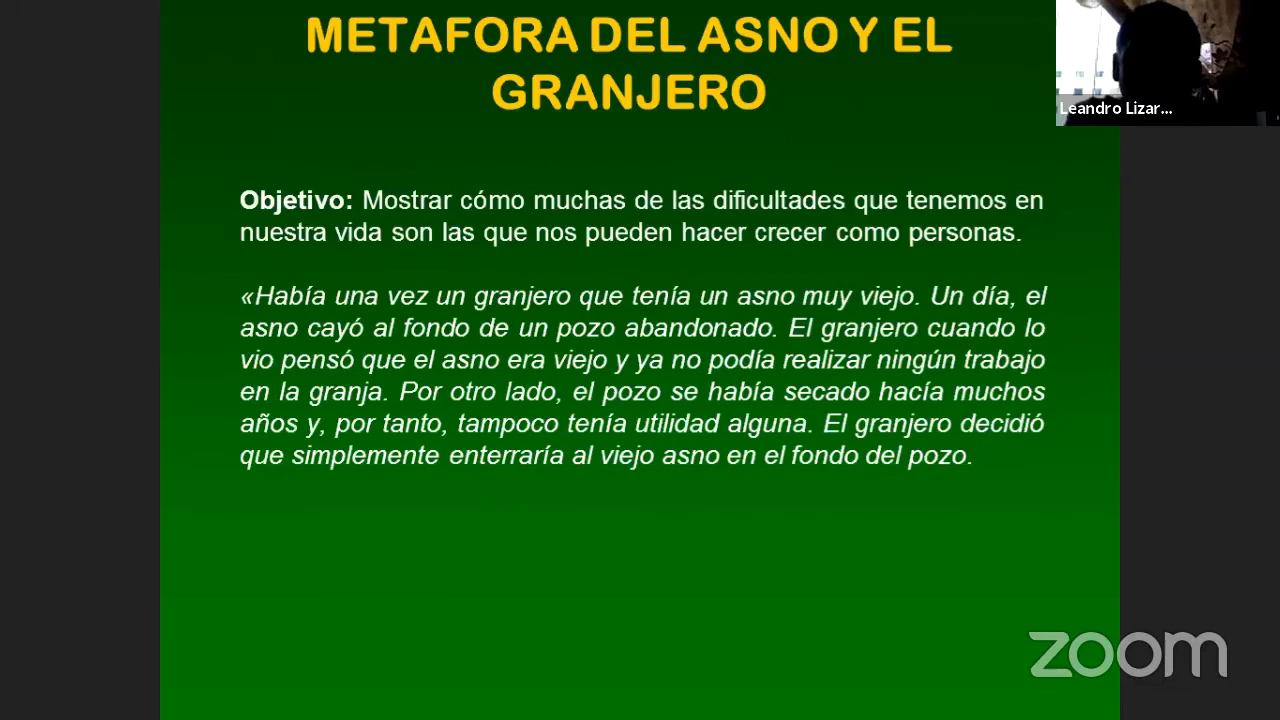 METAFORA DEL ASNO Y EL
GRANJERO
Leandro Lizar...
Objetivo: Mostrar cómo muchas de las dificultades que tenemos en
nuestra vida son las que nos pueden hacer crecer como personas.
«Había una vez un granjero que tenía un asno muy viejo. Un día, el
asno cayó al fondo de un pozo abandonado. El granjero cuando lo
vio pensó que el asno era viejo y ya no podía realizar ningún trabajo
en la granja. Por otro lado, el pozo se había secado hacía muchos
años y, por tanto, tampoco tenía utilidad alguna. El granjero decidió
que simplemente enterraría al viejo asno en el fondo del pozo.
zoom